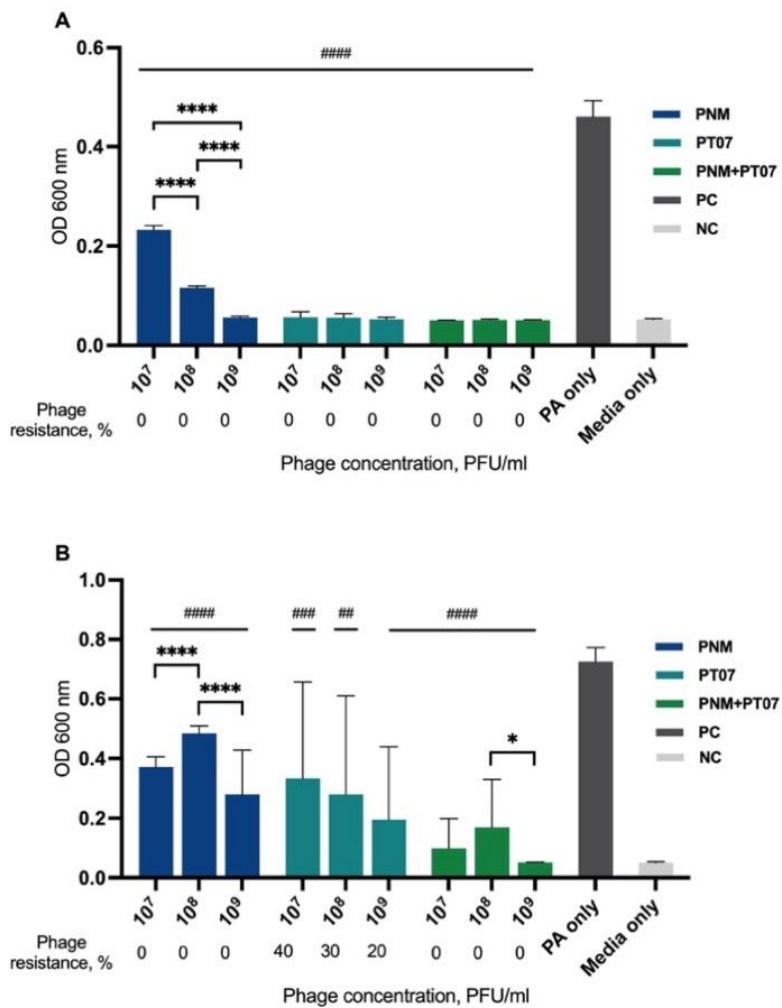 A
0.6
####
****
****
****
0.4
0.2
0.0
OD 600 nm
PNM
PT07
PNM+PT07
PC
NC
10⁷ 10⁸ 10⁹ 10⁷ 10⁸ 10⁹ 10⁷ 10⁸ 10⁹ PA only Media only
Phage
resistance, %
0 0 0 0 0 0 0 0 0
Phage concentration, PFU/ml
B
1.0
#### ### ## ####
0.8
****
****
*
0.6
0.4
0.2
0.0
OD 600 nm
PNM
PT07
PNM+PT07
PC
NC
10⁷ 10⁸ 10⁹ 10⁷ 10⁸ 10⁹ 10⁷ 10⁸ 10⁹ PA only Media only
Phage
resistance, %
0 0 0 40 30 20 0 0 0
Phage concentration, PFU/ml